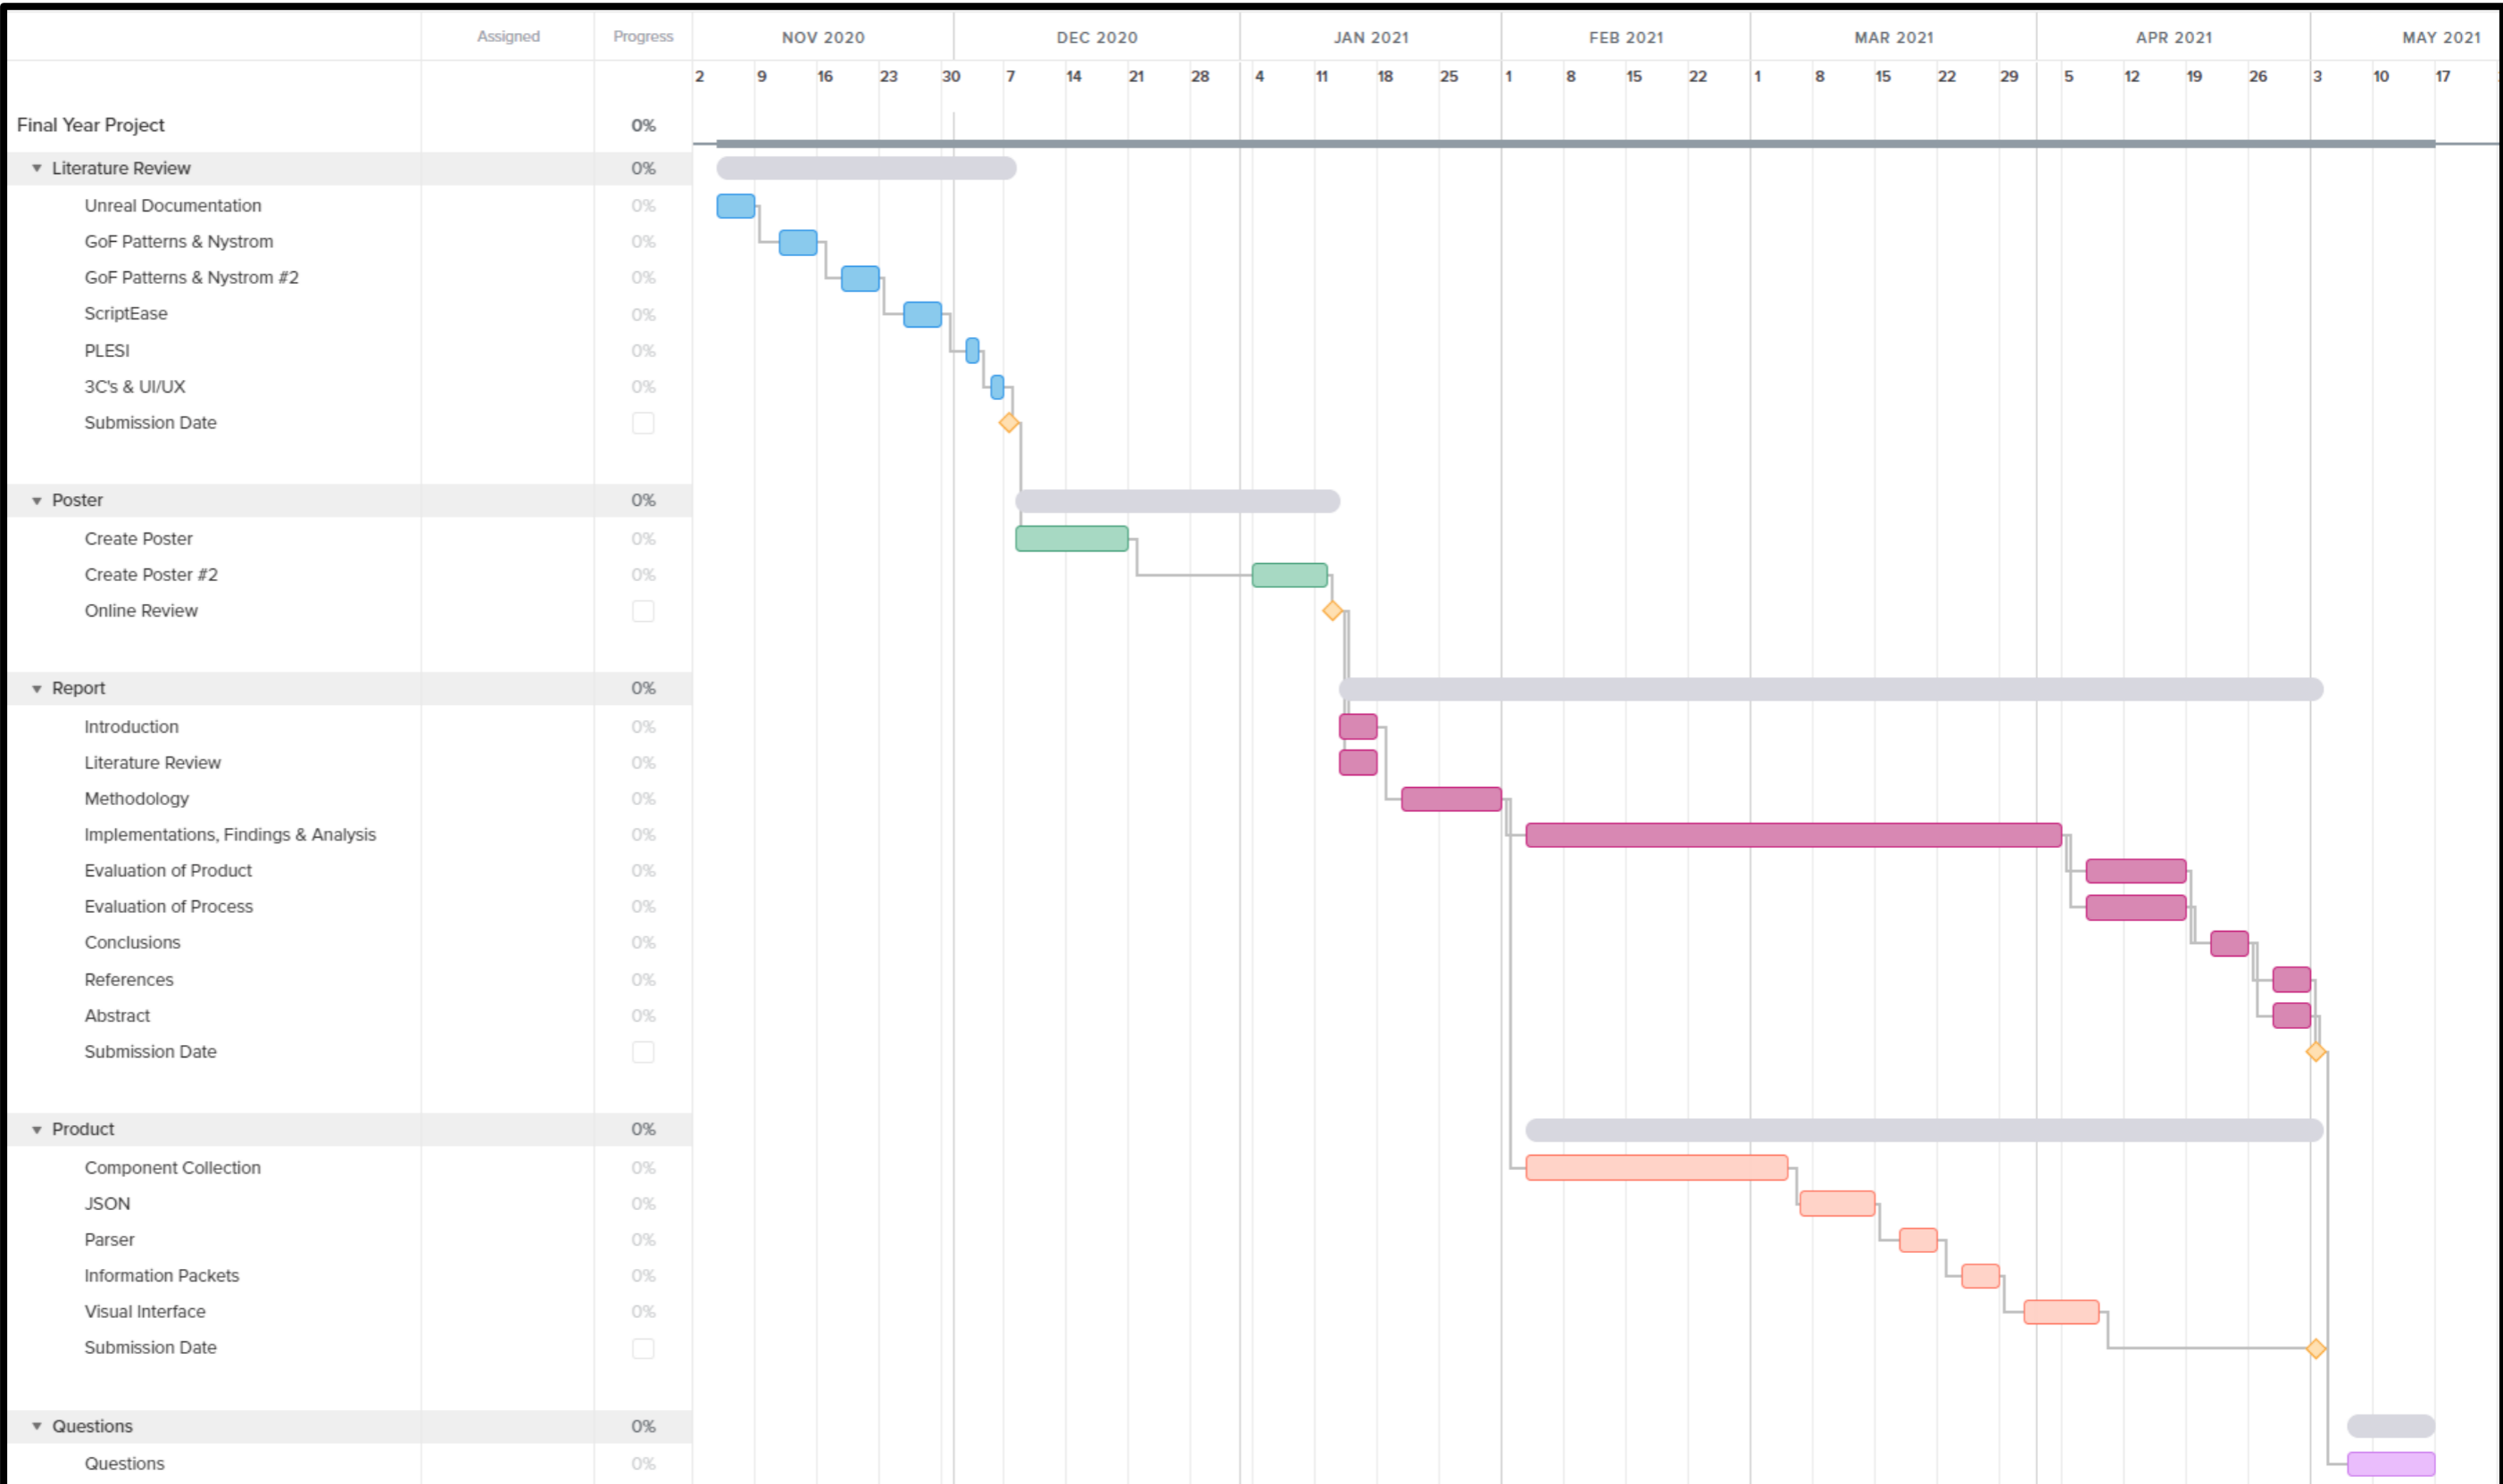 Assigned Progress NOV 2020 DEC 2020 JAN 2021 FEB 2021 MAR 2021 APR 2021 MAY 2021
2 9 16 23 30 7 14 21 28 4 11 18 25 1 8 15 22 1 8 15 22 29 5 12 19 26 3 10 17
Final Year Project 0%
Literature Review 0%
Unreal Documentation 0%
GoF Patterns & Nystrom 0%
GoF Patterns & Nystrom #2 0%
ScriptEase 0%
PLESI 0%
3C's & UI/UX 0%
Submission Date
Poster 0%
Create Poster 0%
Create Poster #2 0%
Online Review
Report 0%
Introduction 0%
Literature Review 0%
Methodology 0%
Implementations, Findings & Analysis 0%
Evaluation of Product 0%
Evaluation of Process 0%
Conclusions 0%
References 0%
Abstract 0%
Submission Date
Product 0%
Component Collection 0%
JSON 0%
Parser 0%
Information Packets 0%
Visual Interface 0%
Submission Date
Questions 0%
Questions 0%